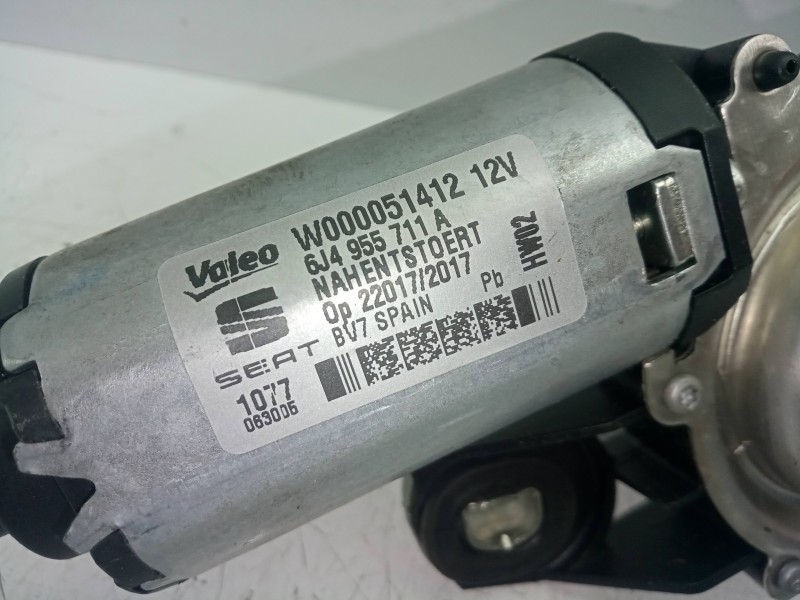 Valeo
W000051412 12V
6J4 955 711 A
NAHENTSTOERT
Op 22017/2017
BV7 SPAIN
Pb
HW02
SEAT
1077
063006